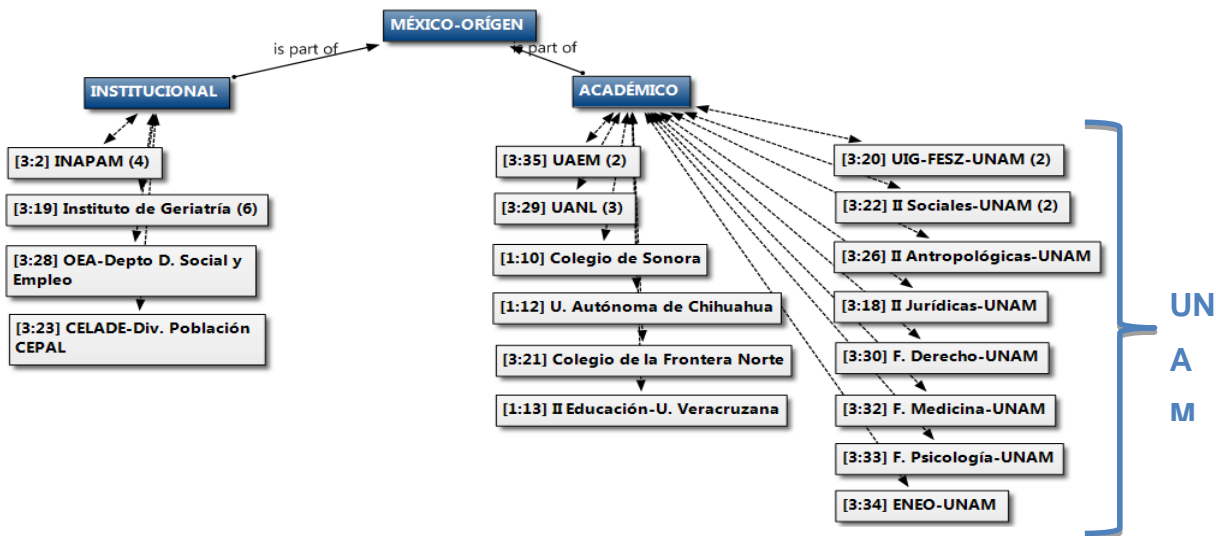 MÉXICO-ORÍGEN
is part of
is part of
INSTITUCIONAL
ACADÉMICO
[3:2] INAPAM (4)
[3:19] Instituto de Geriatría (6)
[3:28] OEA-Depto D. Social y
Empleo
[3:23] CELADE-Div. Población
CEPAL
[3:35] UAEM (2)
[3:29] UANL (3)
[1:10] Colegio de Sonora
[1:12] U. Autónoma de Chihuahua
[3:21] Colegio de la Frontera Norte
[1:13] II Educación-U. Veracruzana
[3:20] UIG-FESZ-UNAM (2)
[3:22] II Sociales-UNAM (2)
[3:26] II Antropológicas-UNAM
[3:18] II Jurídicas-UNAM
[3:30] F. Derecho-UNAM
[3:32] F. Medicina-UNAM
[3:33] F. Psicología-UNAM
[3:34] ENEO-UNAM
UN
A
M